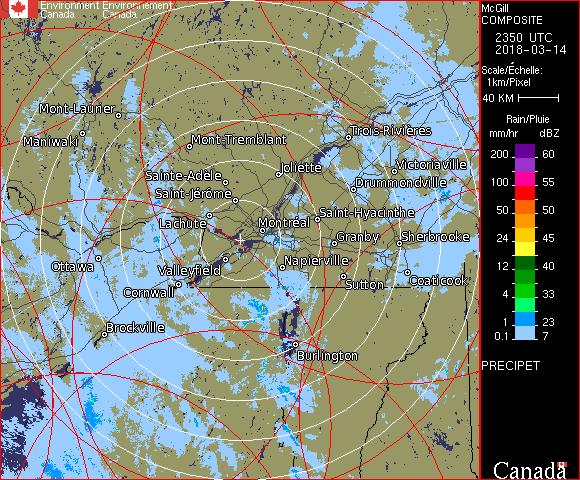 Environment Environnement
Canada Canada
McGill
COMPOSITE
2350 UTC
2018-03-14
Scale/Échelle:
1km/Pixel
40 KM
Rain/Pluie
mm/hr dBZ
200 60
100 55
50 50
24 45
12 40
4 33
1 23
0.1 7
PRECIPET
Canada
Mont-Laurier
Maniwaki
Mont-Tremblant
Trois-Rivières
Sainte-Adèle
Joliette
Victoriaville
Saint-Jérôme
Drummondville
Lachute
Montréal
Saint-Hyacinthe
Granby
Sherbrooke
Ottawa
Valleyfield
Napierville
Cornwall
Sutton
Coaticook
Brockville
Burlington